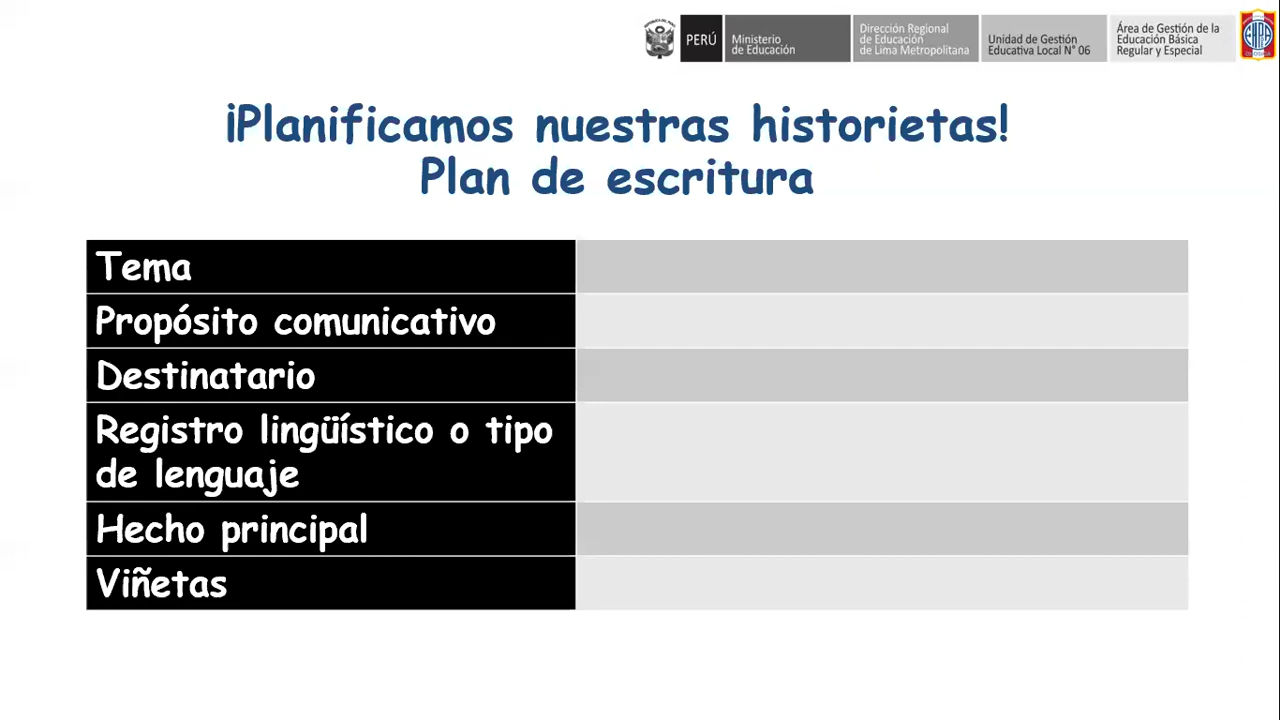 PERÚ
Ministerio
de Educación
Dirección Regional
de Educación
de Lima Metropolitana
Unidad de Gestión
Educativa Local N° 06
Área de Gestión de la
Educación Básica
Regular y Especial
¡Planificamos nuestras historietas!
Plan de escritura
Tema
Propósito comunicativo
Destinatario
Registro lingüístico o tipo
de lenguaje
Hecho principal
Viñetas